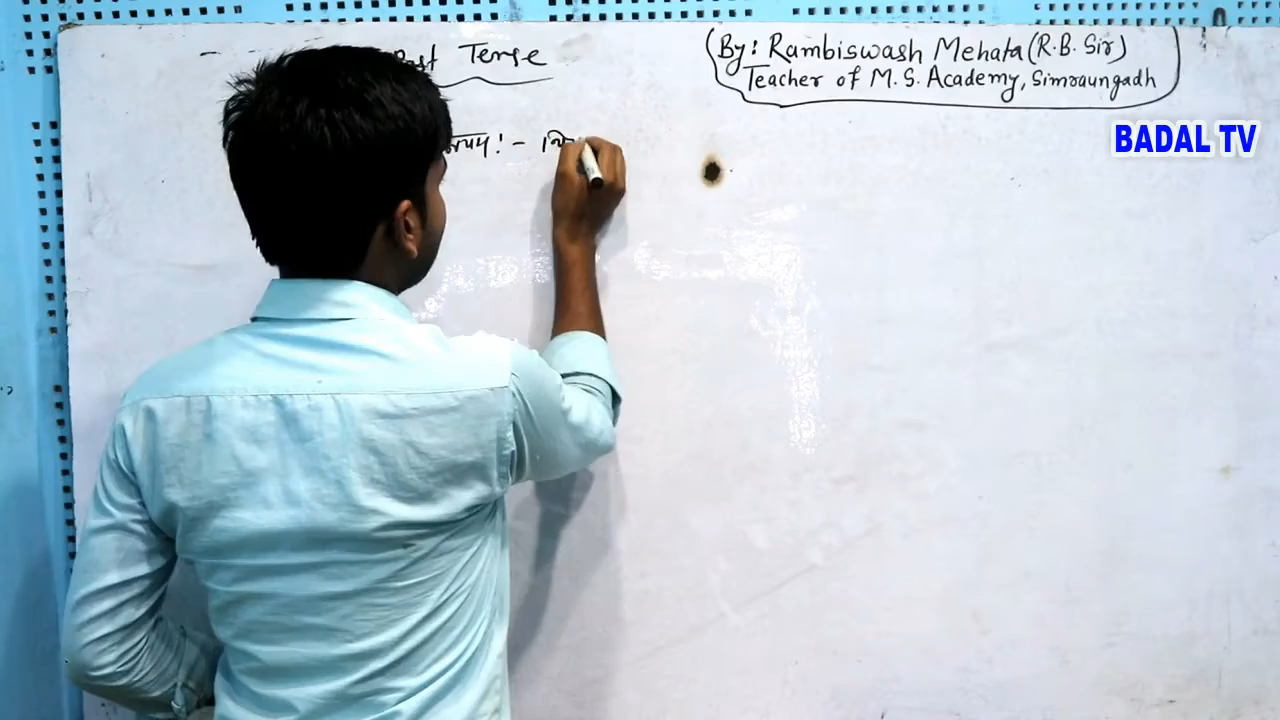 Past Tense
By: Rambiswash Mehata (R.B. Sir)
Teacher of M. S. Academy, Simraungadh
BADAL TV